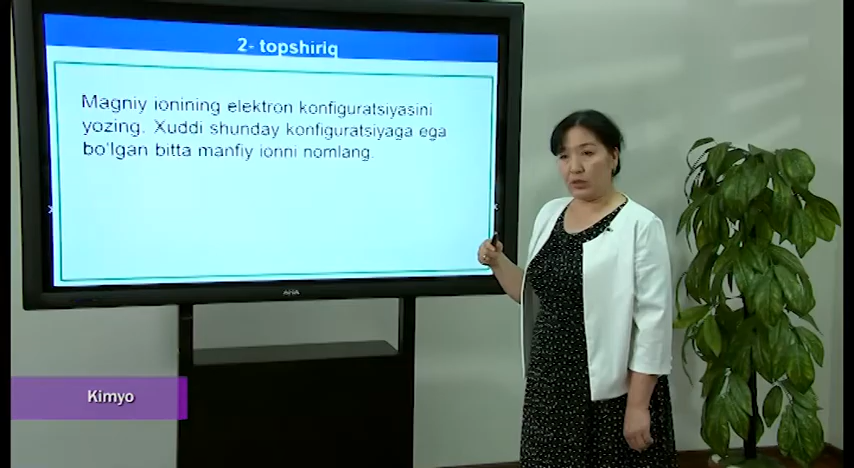 2- topshiriq
Magniy ionining elektron konfiguratsiyasini
yozing. Xuddi shunday konfiguratsiyaga ega
bo'lgan bitta manfiy ionni nomlang.
Kimyo